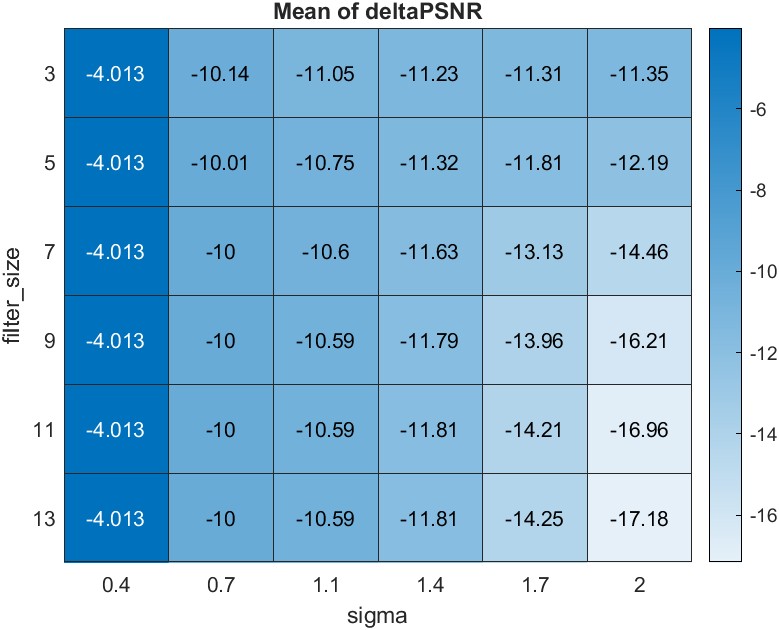 Mean of deltaPSNR
3 -4.013 -10.14 -11.05 -11.23 -11.31 -11.35
5 -4.013 -10.01 -10.75 -11.32 -11.81 -12.19
7 -4.013 -10 -10.6 -11.63 -13.13 -14.46
9 -4.013 -10 -10.59 -11.79 -13.96 -16.21
11 -4.013 -10 -10.59 -11.81 -14.21 -16.96
13 -4.013 -10 -10.59 -11.81 -14.25 -17.18
0.4 0.7 1.1 1.4 1.7 2
sigma
filter_size
-6
-8
-10
-12
-14
-16